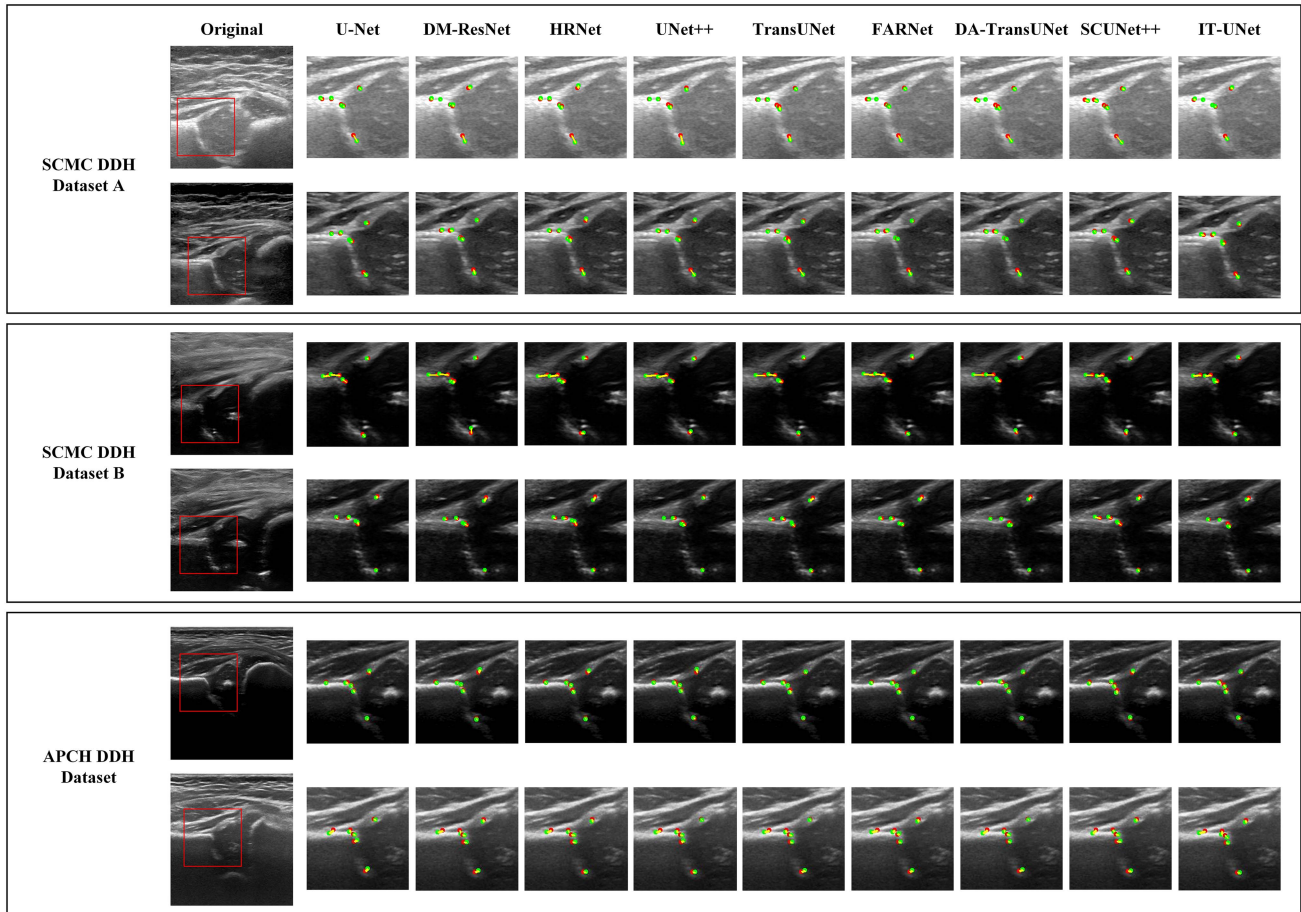 Original U-Net DM-ResNet HRNet UNet++ TransUNet FARNet DA-TransUNet SCUNet++ IT-UNet
SCMC DDH
Dataset A
SCMC DDH
Dataset B
APCH DDH
Dataset